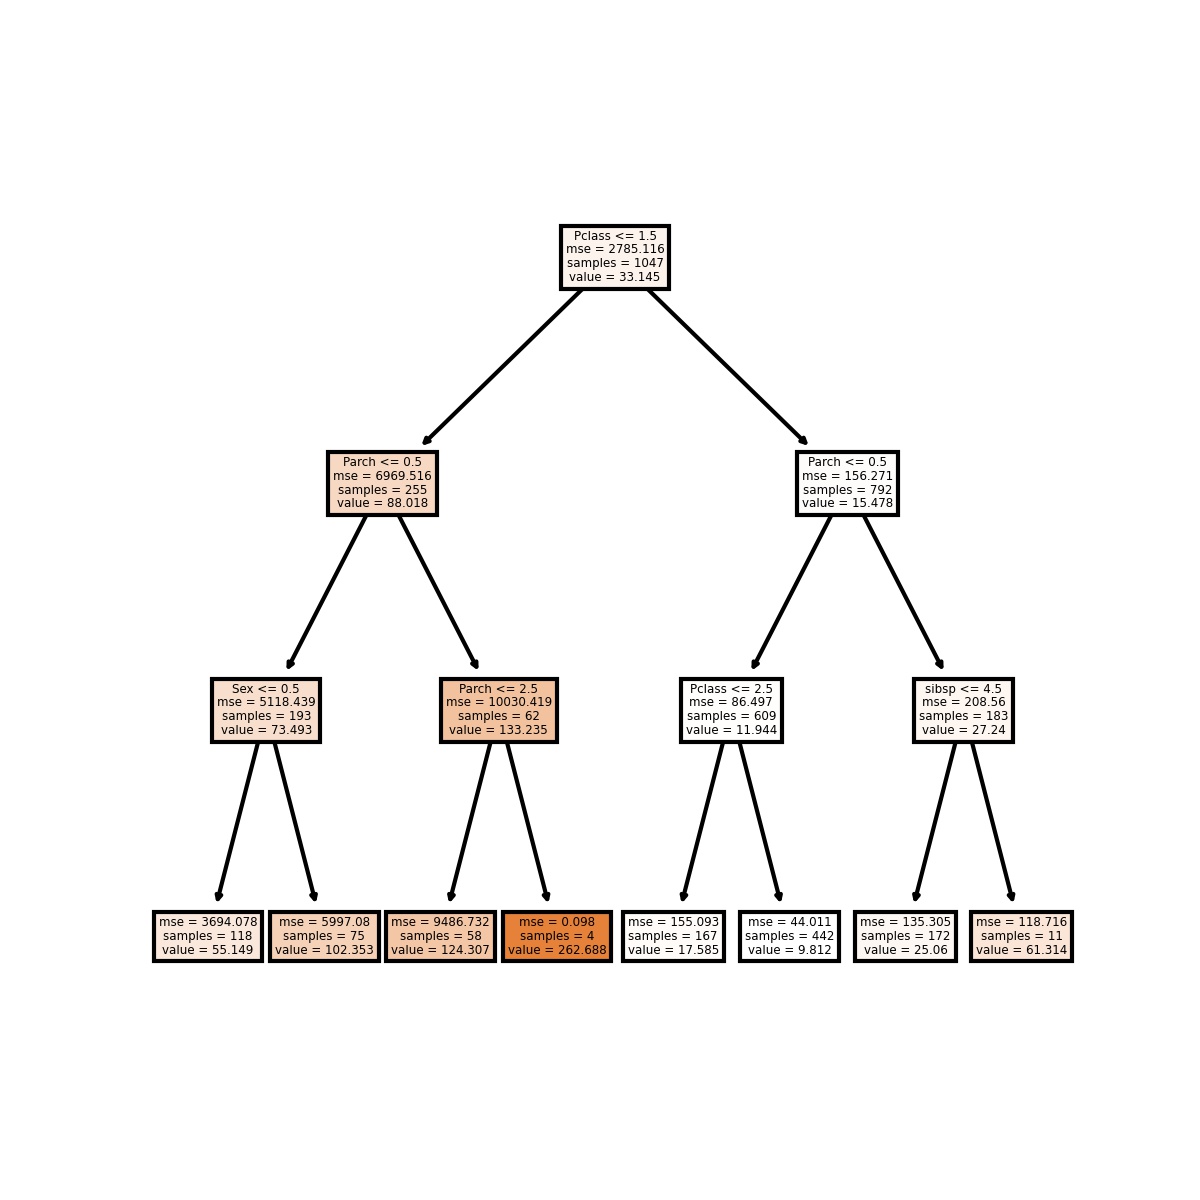 Pclass <= 1.5
mse = 2785.116
samples = 1047
value = 33.145
Parch <= 0.5
mse = 6969.516
samples = 255
value = 88.018
Parch <= 0.5
mse = 156.271
samples = 792
value = 15.478
Sex <= 0.5
mse = 5118.439
samples = 193
value = 73.493
Parch <= 2.5
mse = 10030.419
samples = 62
value = 133.235
Pclass <= 2.5
mse = 86.497
samples = 609
value = 11.944
sibsp <= 4.5
mse = 208.56
samples = 183
value = 27.24
mse = 3694.078
samples = 118
value = 55.149
mse = 5997.08
samples = 75
value = 102.353
mse = 9486.732
samples = 58
value = 124.307
mse = 0.098
samples = 4
value = 262.688
mse = 155.093
samples = 167
value = 17.585
mse = 44.011
samples = 442
value = 9.812
mse = 135.305
samples = 172
value = 25.06
mse = 118.716
samples = 11
value = 61.314